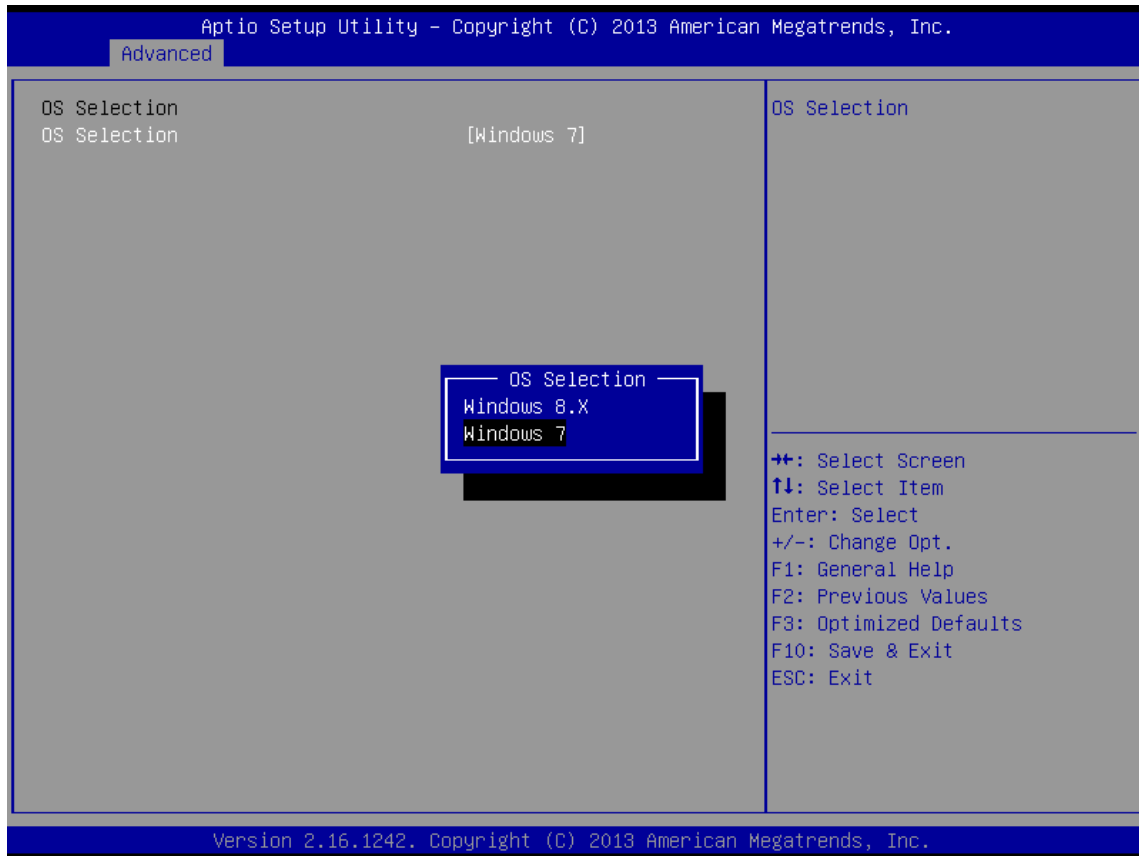 Aptio Setup Utility – Copyright (C) 2013 American Megatrends, Inc.
Advanced
OS Selection
OS Selection [Windows 7]
OS Selection
OS Selection
Windows 8.X
Windows 7
→←: Select Screen
↑↓: Select Item
Enter: Select
+/-: Change Opt.
F1: General Help
F2: Previous Values
F3: Optimized Defaults
F10: Save & Exit
ESC: Exit
Version 2.16.1242. Copyright (C) 2013 American Megatrends, Inc.